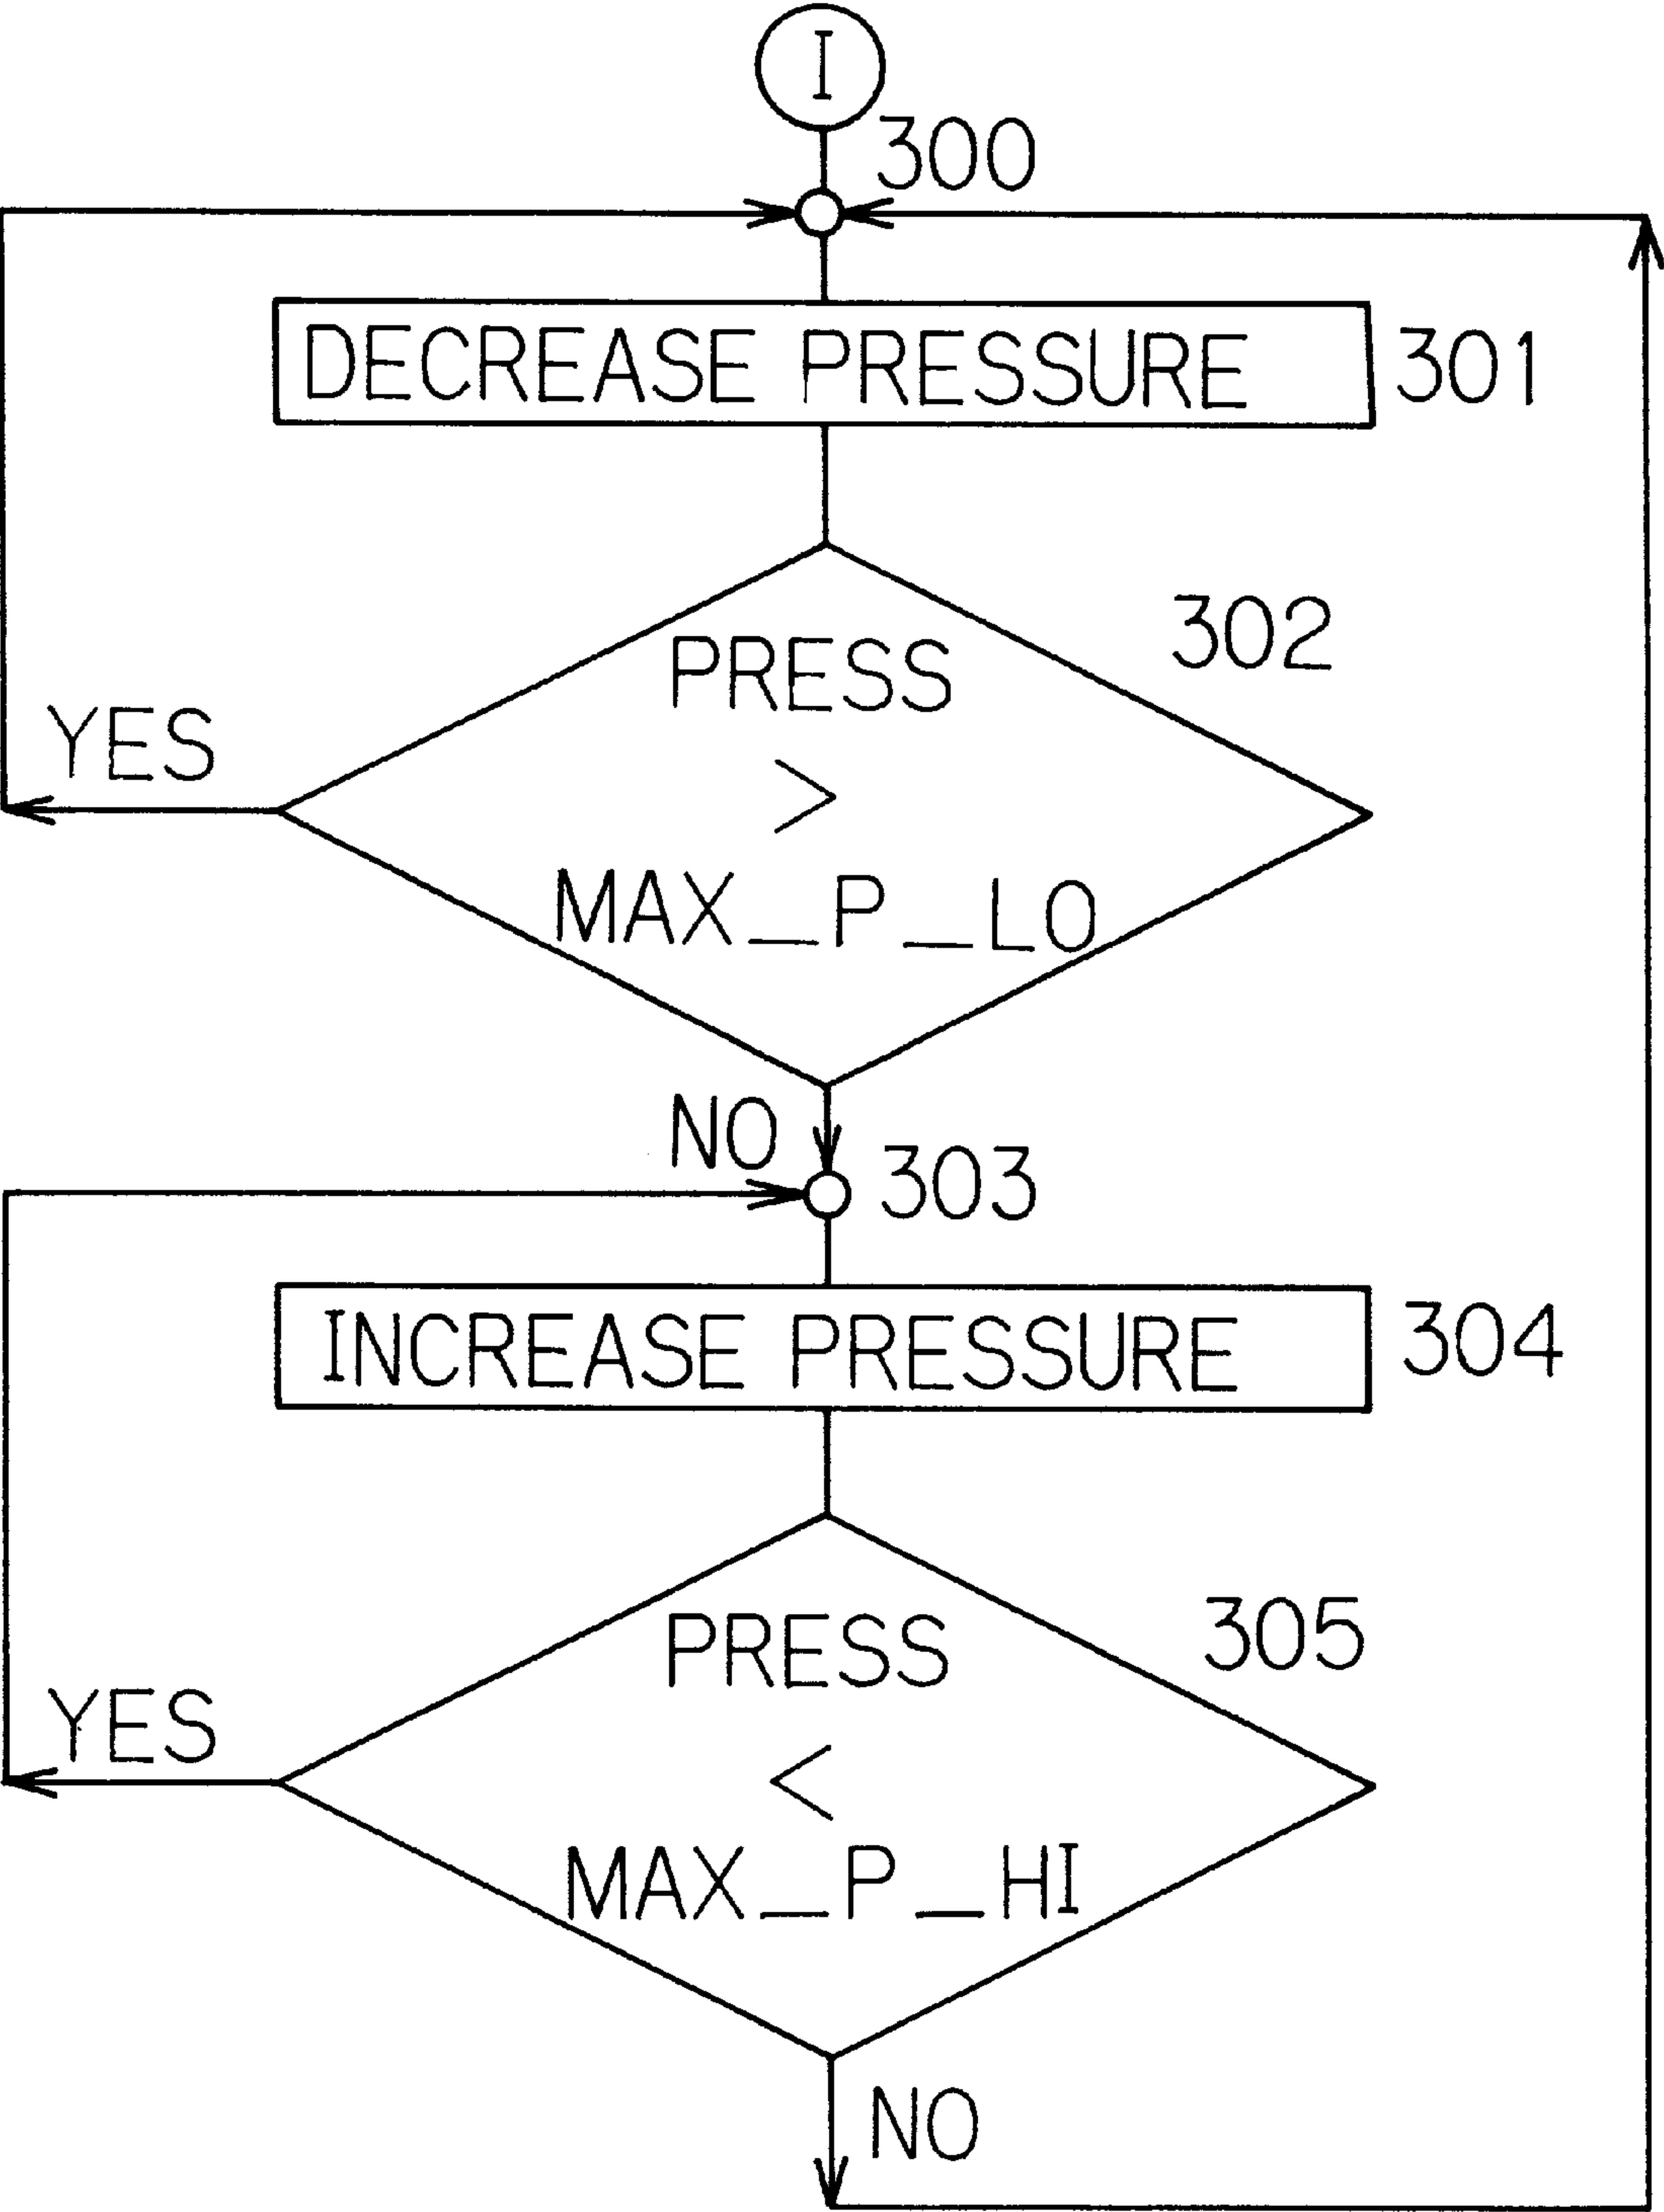 I
300
DECREASE PRESSURE 301
302
PRESS
>
MAX_P_LO
YES
NO
303
INCREASE PRESSURE 304
305
PRESS
<
MAX_P_HI
YES
NO